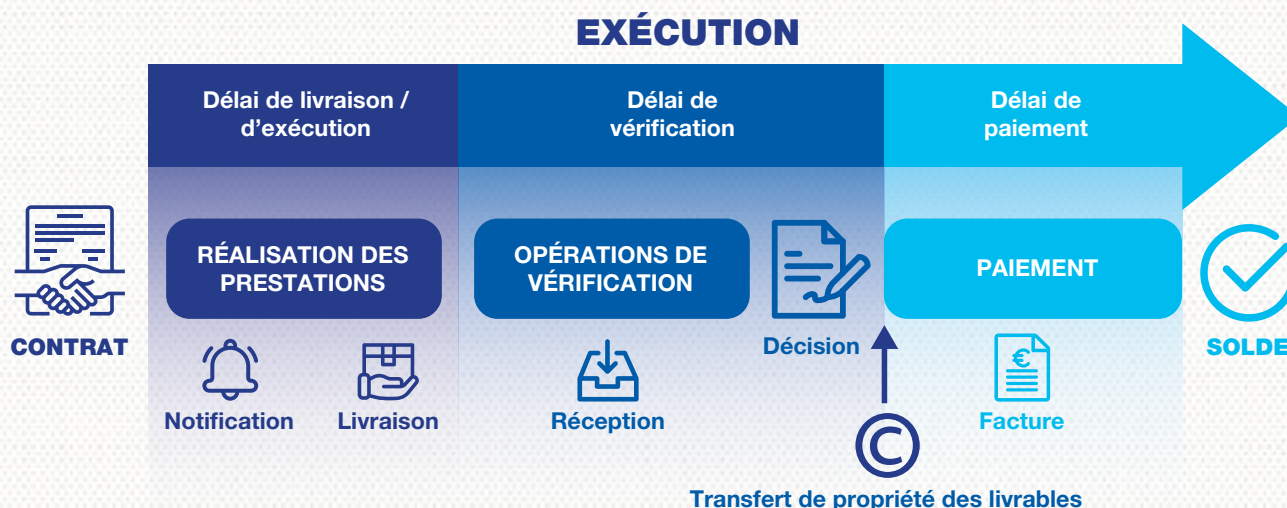 EXÉCUTION
Délai de livraison /
d'exécution
Délai de
vérification
Délai de
paiement
RÉALISATION DES
PRESTATIONS
OPÉRATIONS DE
VÉRIFICATION
PAIEMENT
CONTRAT
Décision
SOLDE
€
Notification
Livraison
Réception
Facture
©
Transfert de propriété des livrables